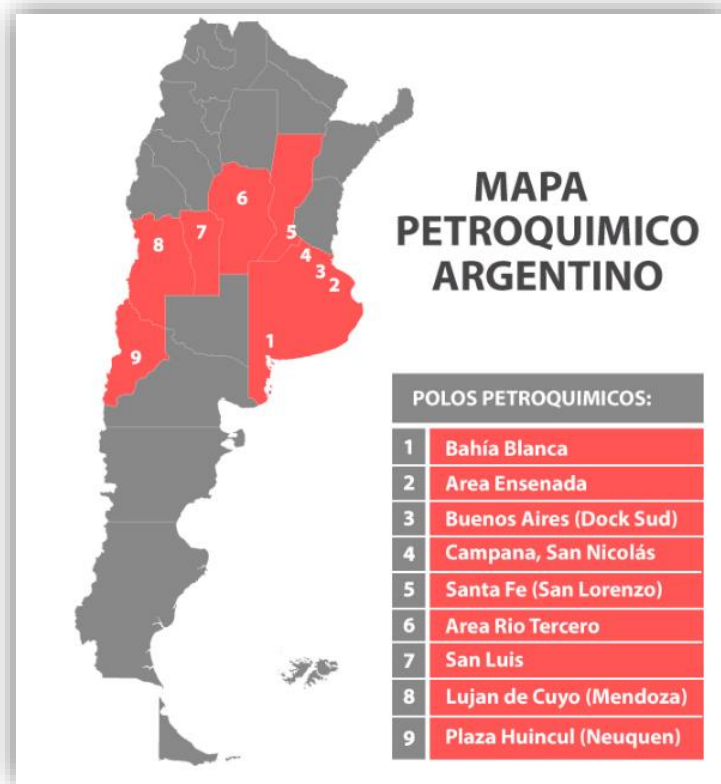 MAPA
PETROQUIMICO
ARGENTINO
6
8
7
5
4
3
2
1
9
POLOS PETROQUIMICOS:
1 Bahía Blanca
2 Area Ensenada
3 Buenos Aires (Dock Sud)
4 Campana, San Nicolás
5 Santa Fe (San Lorenzo)
6 Area Rio Tercero
7 San Luis
8 Lujan de Cuyo (Mendoza)
9 Plaza Huincul (Neuquen)